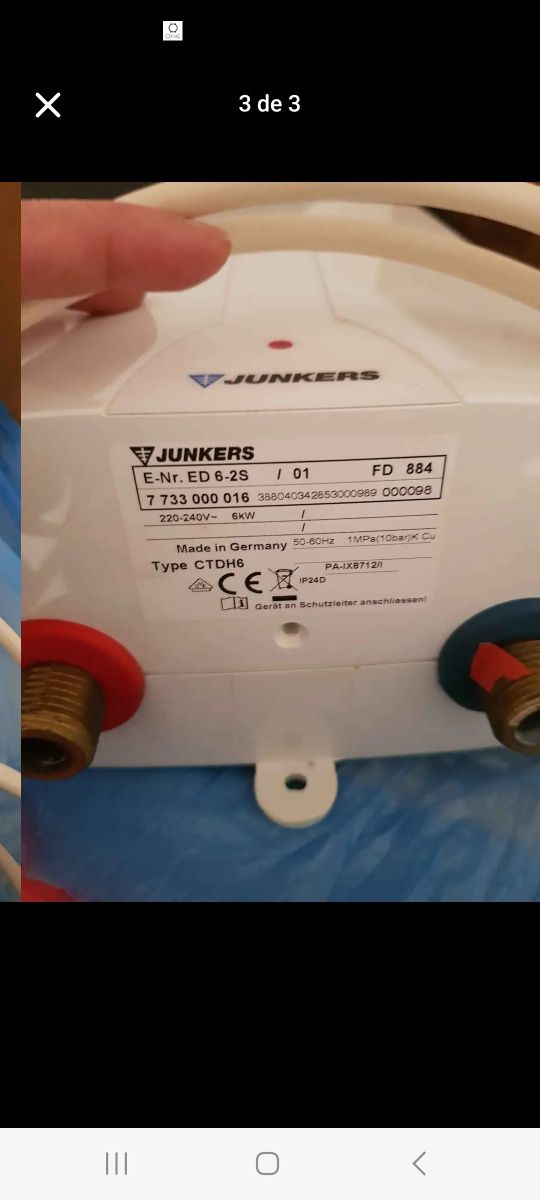 ONE
3 de 3
JUNKERS
JUNKERS
E-Nr. ED 6-2S / 01 FD 884
7 733 000 016 388040342853000989 000098
220-240V~ 6kW /
/
Made in Germany 50-60Hz 1MPa(10bar)K Cu
Type CTDH6 PA-IX8712/I
CE IP24D
i Gerät an Schutzleiter anschliessen!